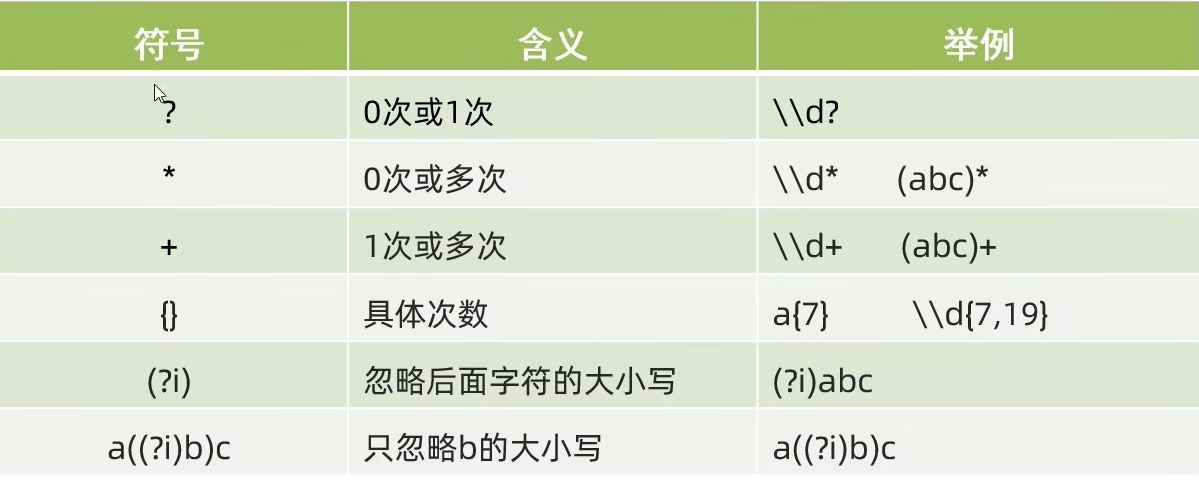 符号 含义 举例
? 0次或1次 \\d?
* 0次或多次 \\d* (abc)*
+ 1次或多次 \\d+ (abc)+
{} 具体次数 a{7} \\d{7,19}
(?i) 忽略后面字符的大小写 (?i)abc
a((?i)b)c 只忽略b的大小写 a((?i)b)c